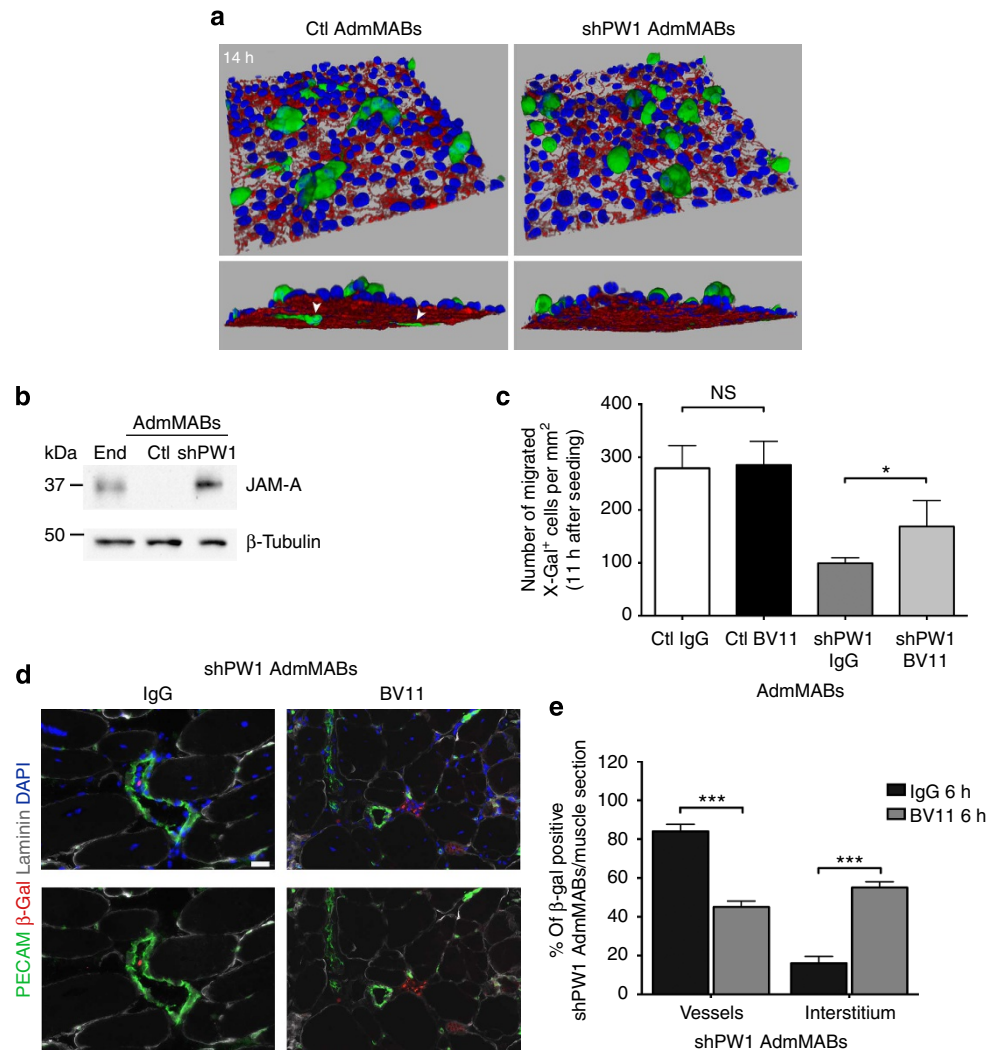 a
Ctl AdmMABs
shPW1 AdmMABs
14 h
b
AdmMABs
kDa
End
Ctl
shPW1
37
JAM-A
50
β-Tubulin
c
Number of migrated
X-Gal⁺ cells per mm²
(11 h after seeding)
400
300
200
100
0
NS
*
Ctl IgG
Ctl BV11
shPW1
IgG
shPW1
BV11
AdmMABs
d
shPW1 AdmMABs
IgG
BV11
PECAM β-Gal Laminin DAPI
e
% Of β-gal positive
shPW1 AdmMABs/muscle section
120
100
80
60
40
20
0
***
***
IgG 6 h
BV11 6 h
Vessels
Interstitium
shPW1 AdmMABs